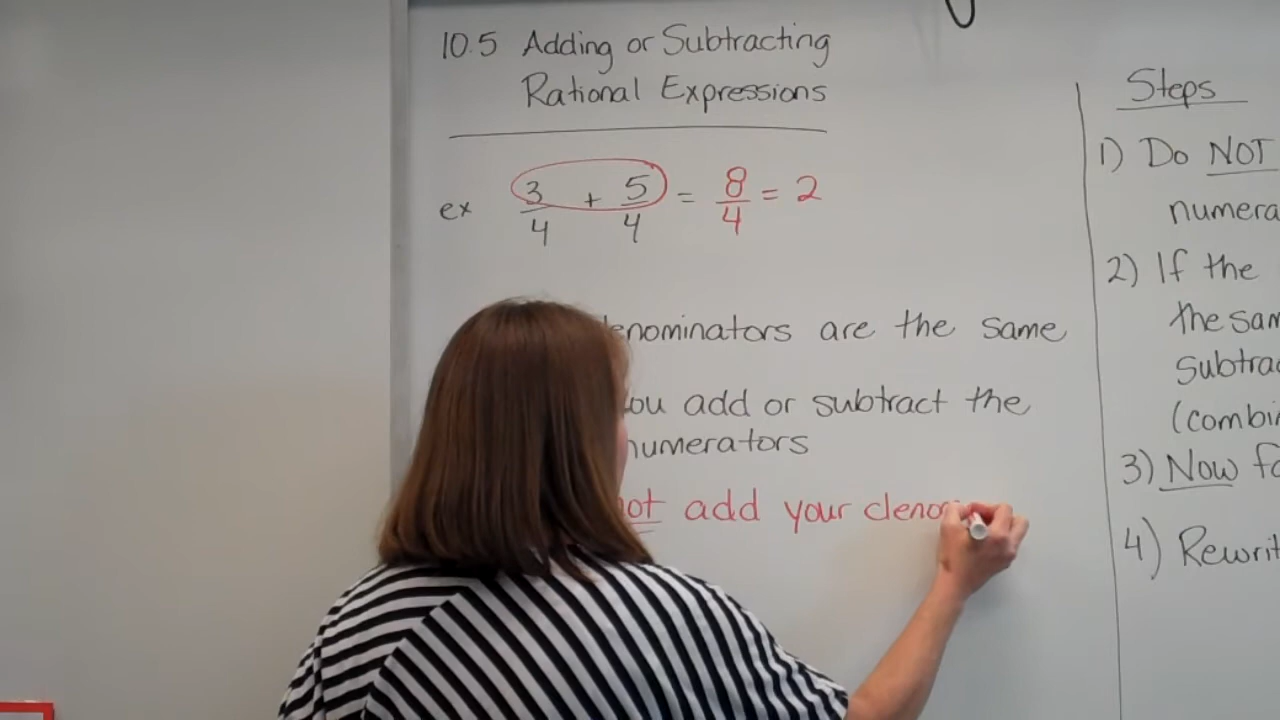 10.5 Adding or Subtracting
Rational Expressions
ex 3/4 + 5/4 = 8/4 = 2
enominators are the same
ou add or subtract the
numerators
not add your denom
Steps
1) Do NOT
numera
2) If the
the sam
subtrac
(combi
3) Now fa
4) Rewrit